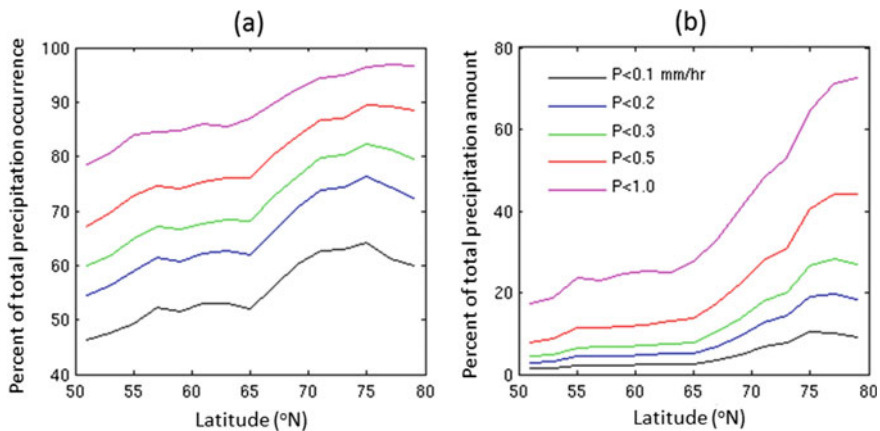 (a)
Percent of total precipitation occurrence
100
90
80
70
60
50
40
50
55
60
65
70
75
80
Latitude (oN)
(b)
Percent of total precipitation amount
80
60
40
20
0
P<0.1 mm/hr
P<0.2
P<0.3
P<0.5
P<1.0
50
55
60
65
70
75
80
Latitude (oN)